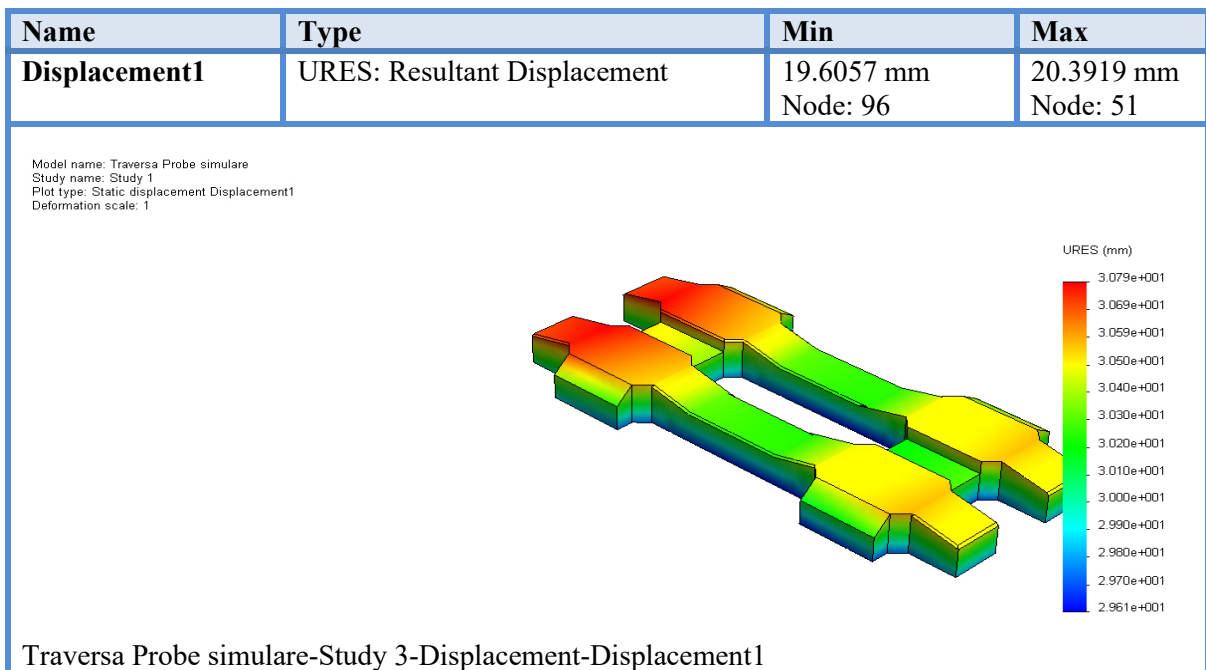 Name Type Min Max
Displacement1 URES: Resultant Displacement 19.6057 mm 20.3919 mm
Node: 96 Node: 51
Model name: Traversa Probe simulare
Study name: Study 1
Plot type: Static displacement Displacement1
Deformation scale: 1
URES (mm)
3.079e+001
3.069e+001
3.059e+001
3.050e+001
3.040e+001
3.030e+001
3.020e+001
3.010e+001
3.000e+001
2.990e+001
2.980e+001
2.970e+001
2.961e+001
Traversa Probe simulare-Study 3-Displacement-Displacement1